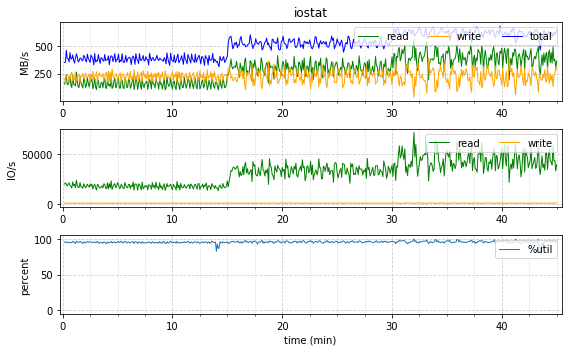 iostat
MB/s
500
250
read write total
0 10 20 30 40
IO/s
50000
0
read write
0 10 20 30 40
percent
100
50
0
%util
0 10 20 30 40
time (min)